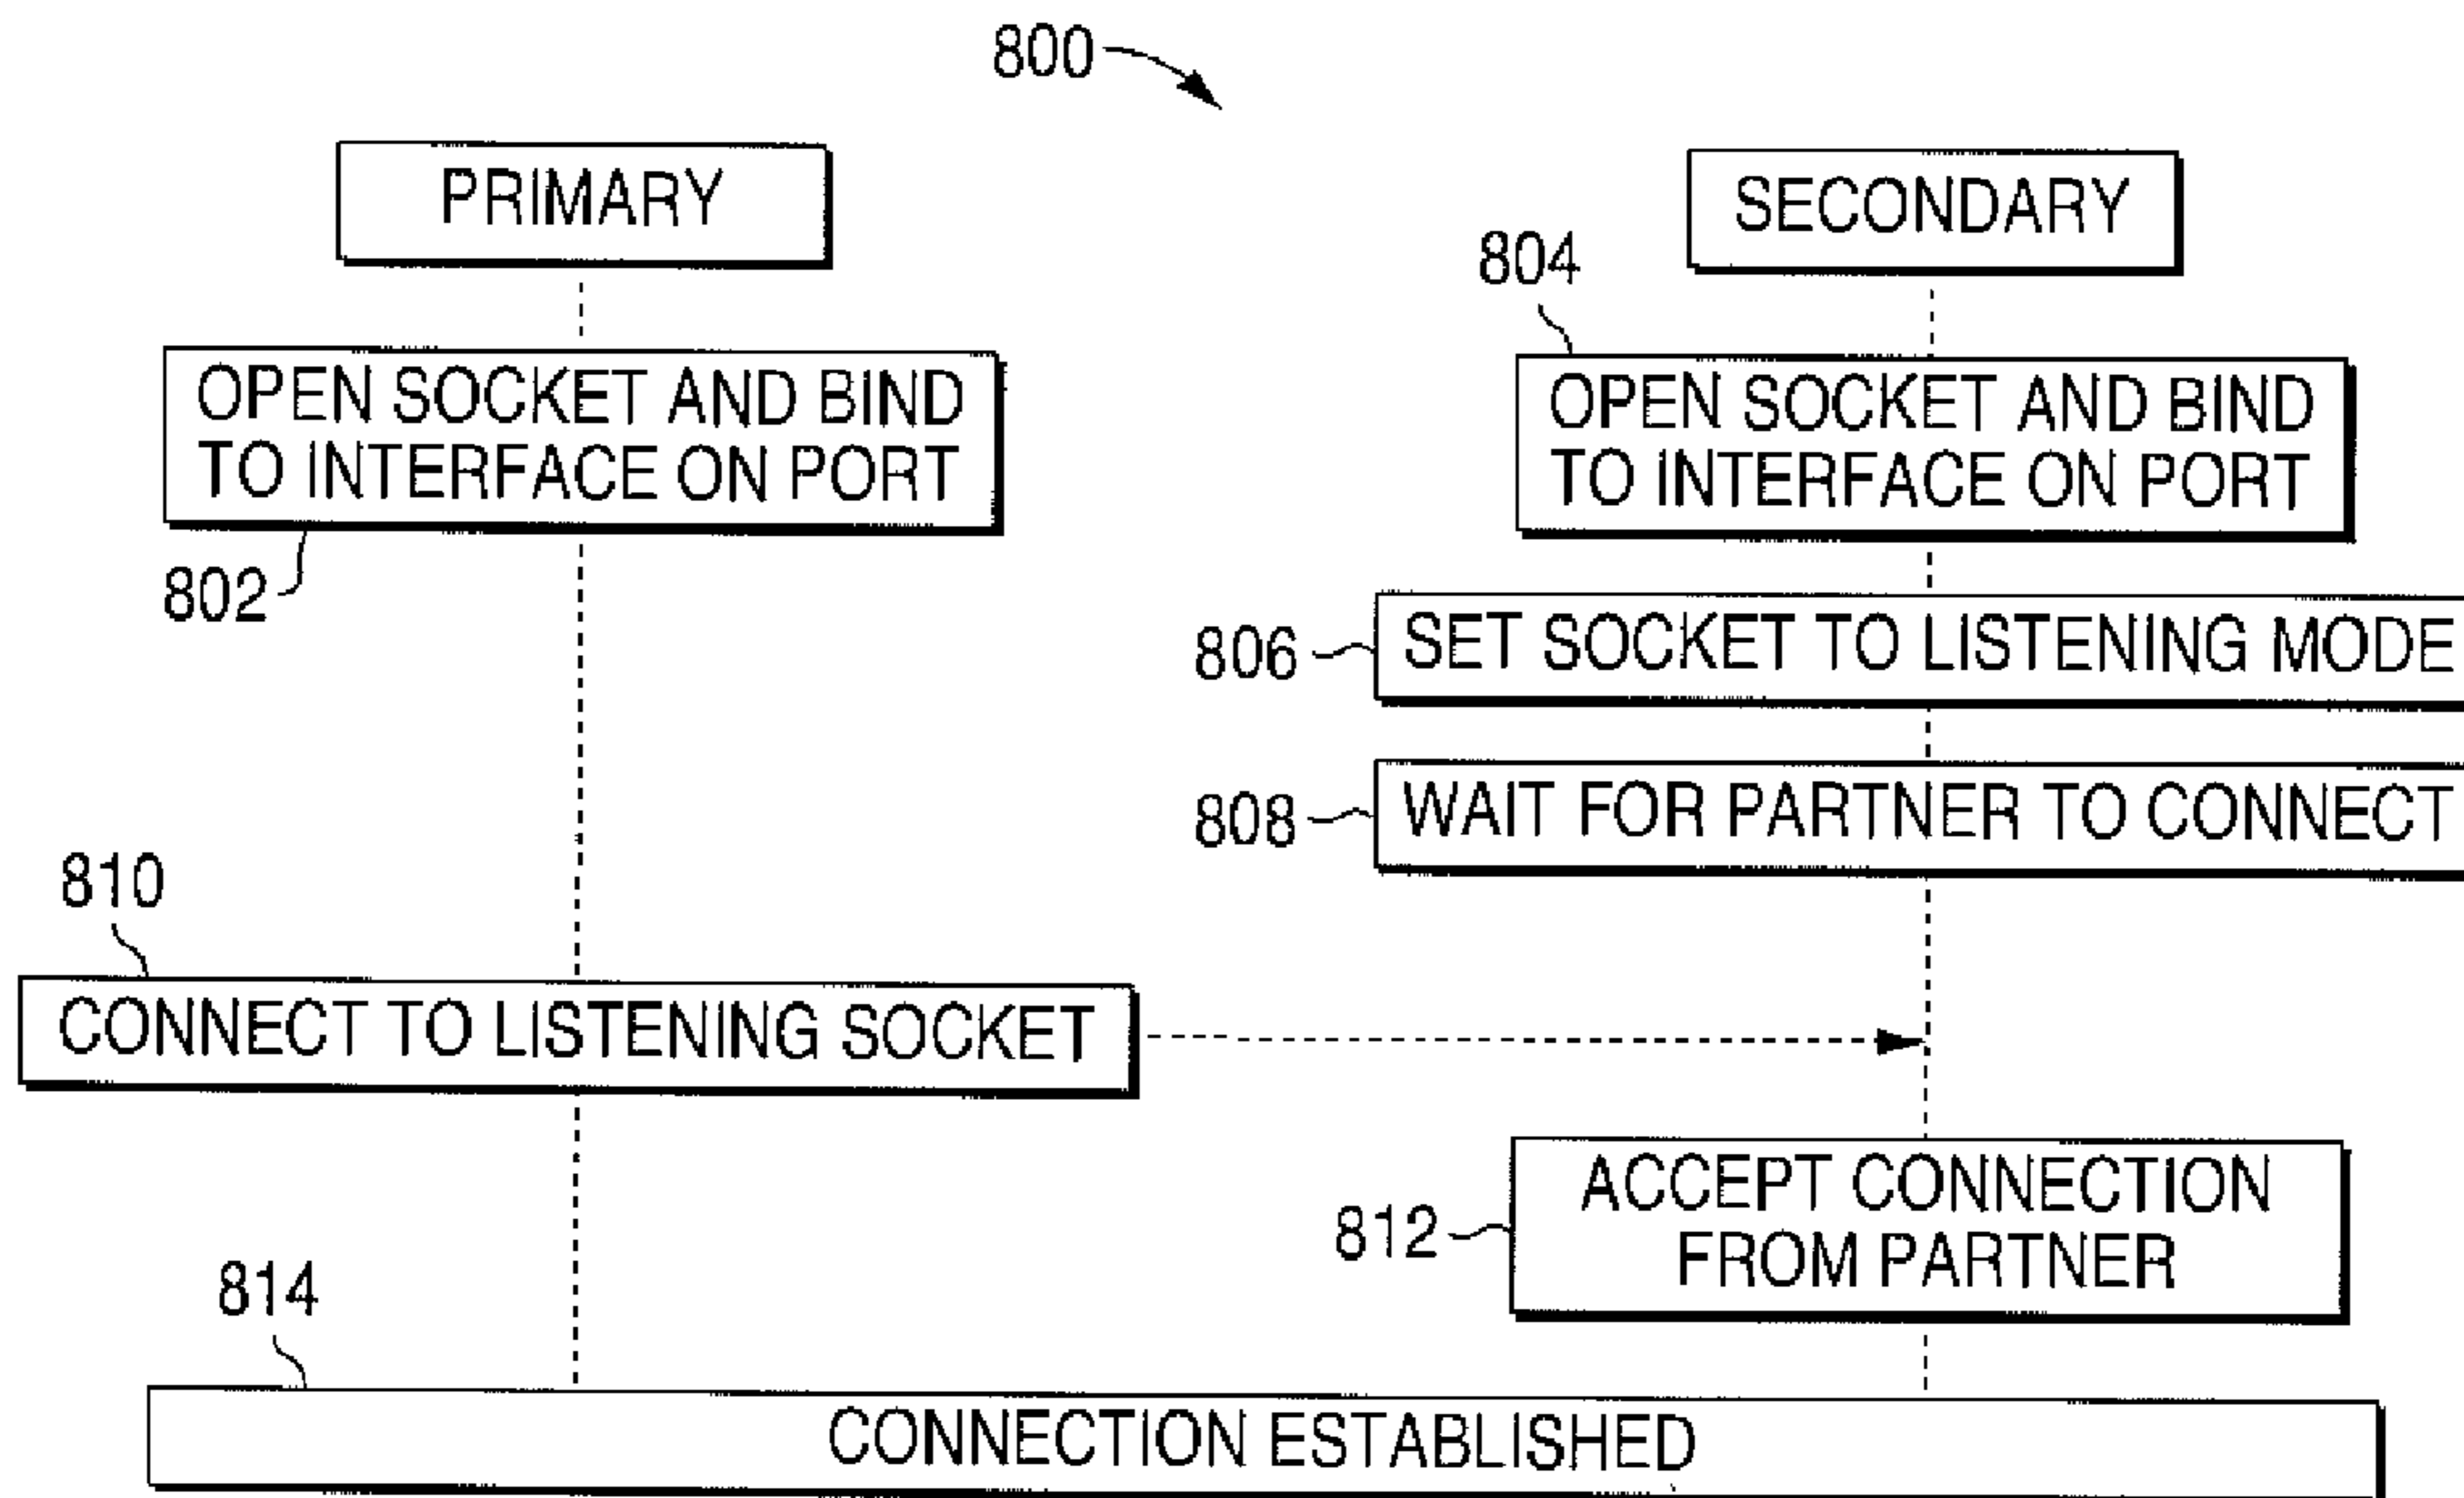 800
PRIMARY
SECONDARY
804
OPEN SOCKET AND BIND
TO INTERFACE ON PORT
OPEN SOCKET AND BIND
TO INTERFACE ON PORT
802
806
SET SOCKET TO LISTENING MODE
808
WAIT FOR PARTNER TO CONNECT
810
CONNECT TO LISTENING SOCKET
812
ACCEPT CONNECTION
FROM PARTNER
814
CONNECTION ESTABLISHED